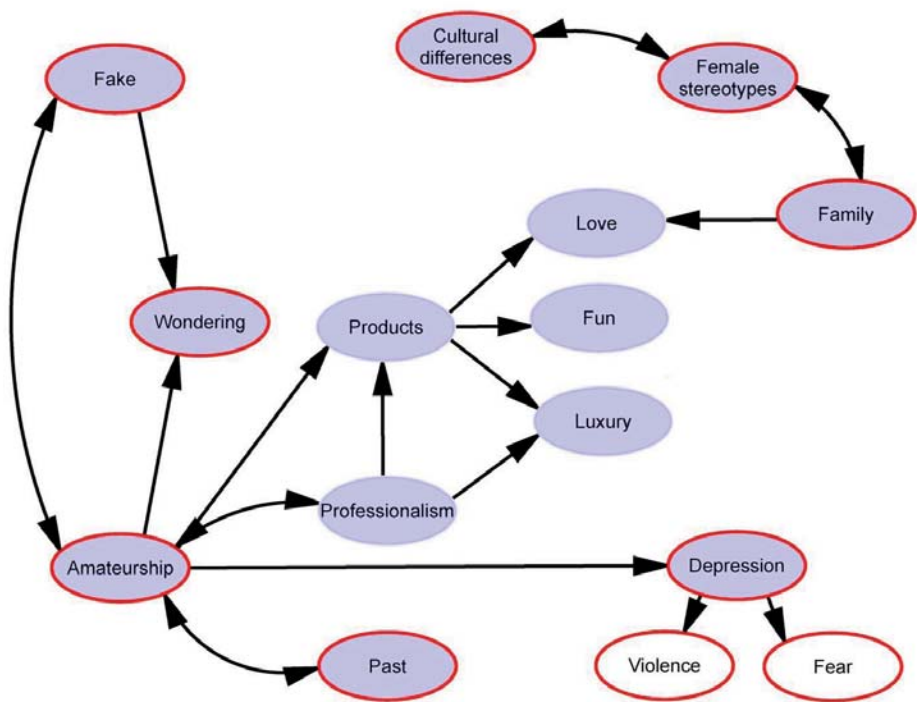 Cultural
differences
Female
stereotypes
Fake
Family
Love
Wondering
Products
Fun
Luxury
Professionalism
Amateurship
Depression
Past
Violence
Fear